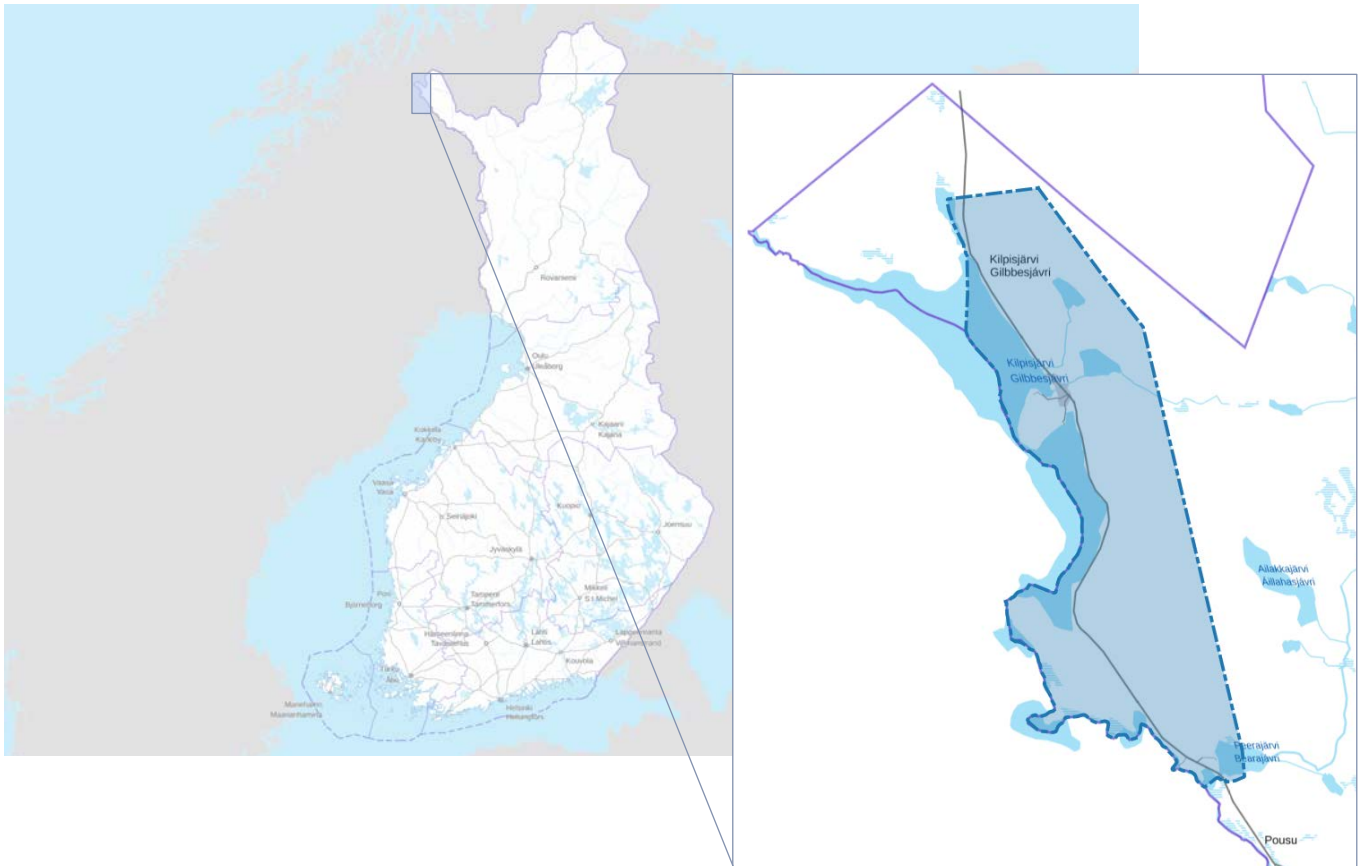 Rovaniemi
Oulu
Uleåborg
Kajaani
Kajana
Kokkola
Karleby
Vaasa
Vasa
Seinäjoki
Kuopio
Joensuu
Jyväskylä
Mikkeli
S:t Michel
Pori
Björneborg
Tampere
Tammerfors
Hämeenlinna
Tavastehus
Lahti
Lahtis
Lappeenranta
Villmanstrand
Kouvola
Turku
Åbo
Helsinki
Helsingfors
Mariehamn
Maarianhamina
Kilpisjärvi
Gilbbesjávri
Kilpisjärvi
Gilbbesjávri
Ailakkajärvi
Áillahasjávri
Peerajärvi
Bearajávri
Pousu